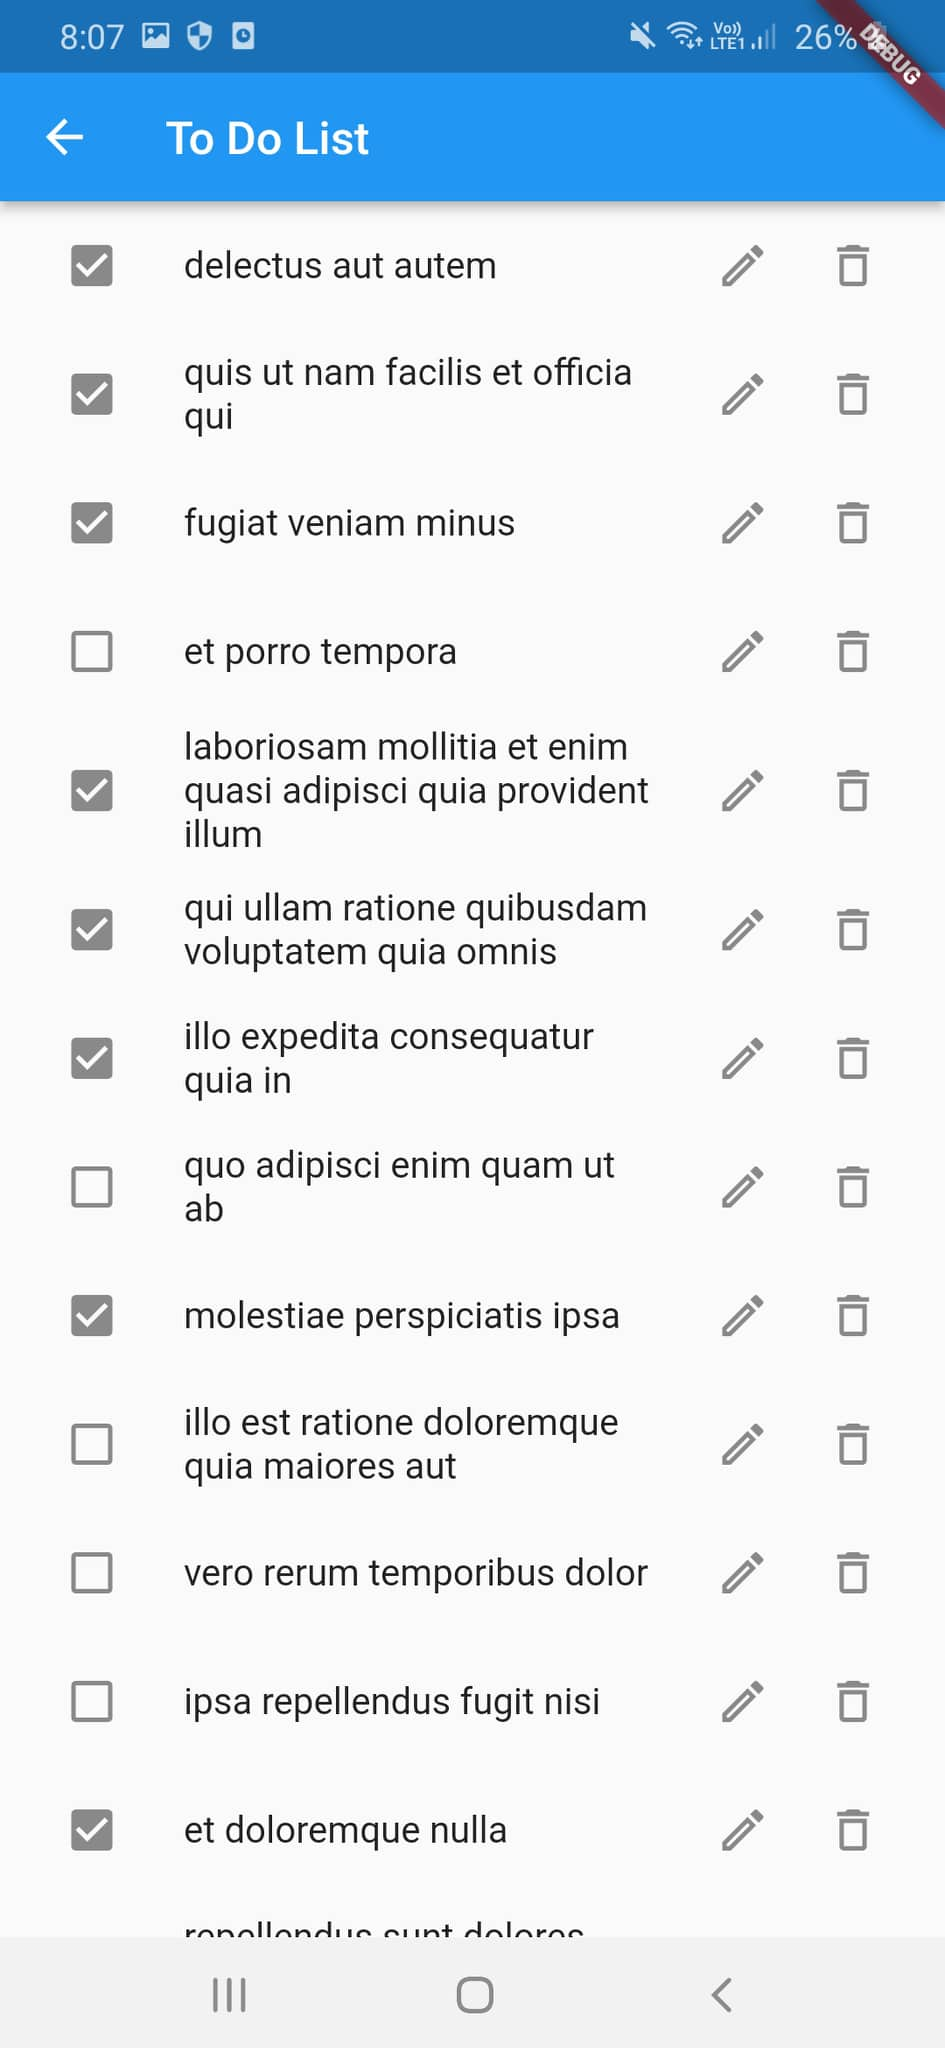 8:07
Vo))
LTE1
26%
DEBUG
To Do List
delectus aut autem
quis ut nam facilis et officia
qui
fugiat veniam minus
et porro tempora
laboriosam mollitia et enim
quasi adipisci quia provident
illum
qui ullam ratione quibusdam
voluptatem quia omnis
illo expedita consequatur
quia in
quo adipisci enim quam ut
ab
molestiae perspiciatis ipsa
illo est ratione doloremque
quia maiores aut
vero rerum temporibus dolor
ipsa repellendus fugit nisi
et doloremque nulla
repellendus sunt dolores